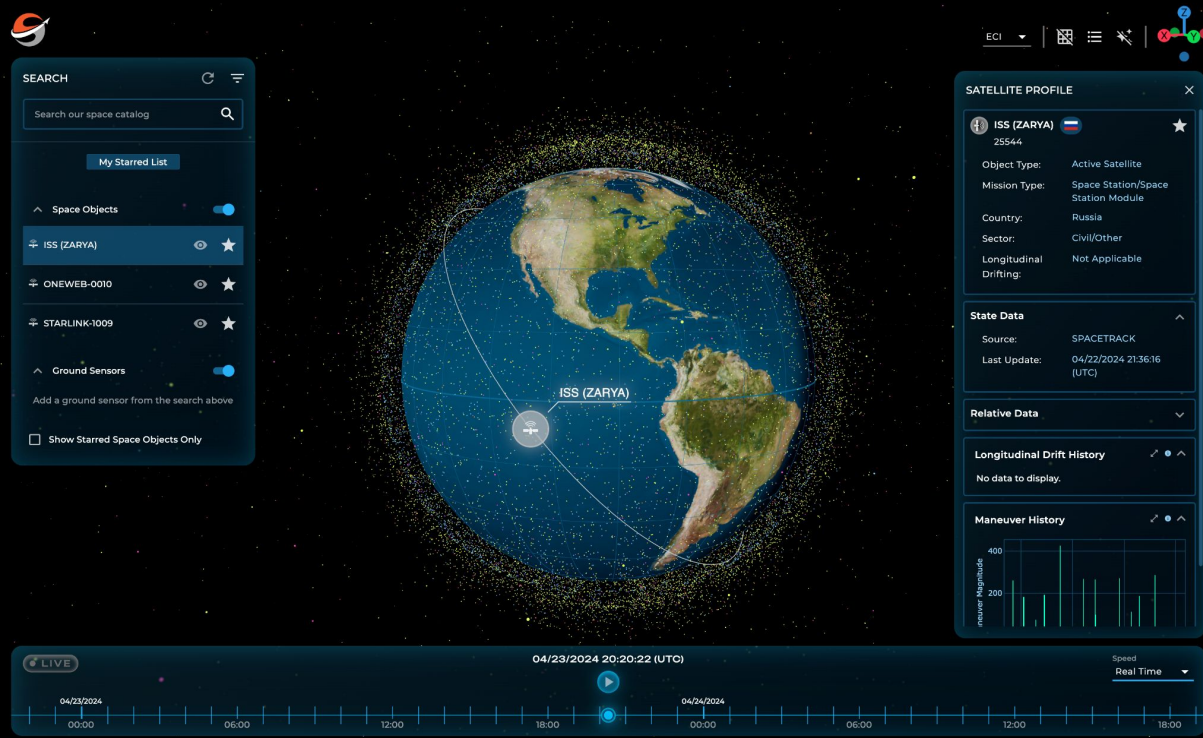 ECI
Z
X
Y
SEARCH
Search our space catalog
My Starred List
Space Objects
ISS (ZARYA)
ONEWEB-0010
STARLINK-1009
Ground Sensors
Add a ground sensor from the search above
Show Starred Space Objects Only
ISS (ZARYA)
SATELLITE PROFILE
ISS (ZARYA)
25544
Object Type: Active Satellite
Mission Type: Space Station/Space
Station Module
Country: Russia
Sector: Civil/Other
Longitudinal Not Applicable
Drifting:
State Data
Source: SPACETRACK
Last Update: 04/22/2024 21:36:16
(UTC)
Relative Data
Longitudinal Drift History
No data to display.
Maneuver History
400
200
neuver Magnitude
LIVE
04/23/2024 20:20:22 (UTC)
Speed
Real Time
04/23/2024 04/24/2024
00:00 06:00 12:00 18:00 00:00 06:00 12:00 18:00